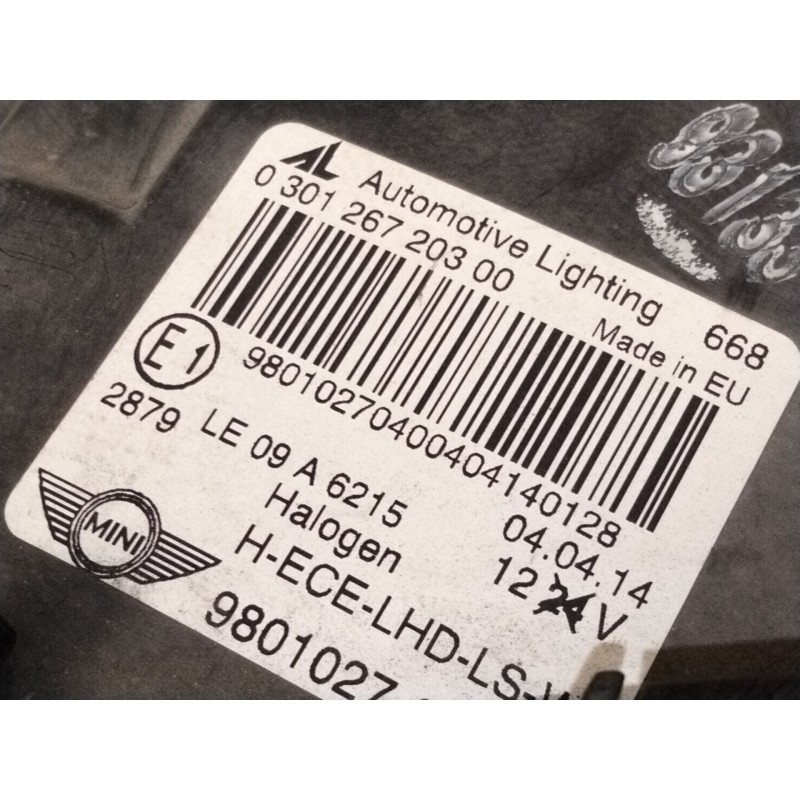 AL Automotive Lighting 668
0 301 267 203 00 Made in EU
E1
98010270400404140128
2879 LE 09 A 6215 04.04.14
Halogen 12 24 V
MINI H-ECE-LHD-LS-
9801027